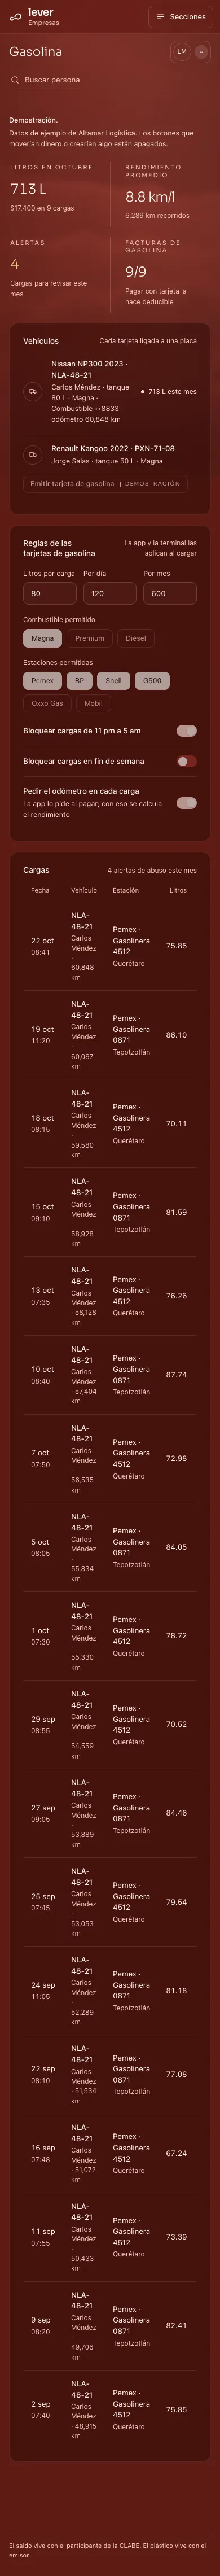 lever
Empresas
Secciones
Gasolina
LM
Buscar persona
Demostración.
Datos de ejemplo de Altamar Logística. Los botones que
moverían dinero o cerarían algo están apagados.
LITROS EN OCTUBRE
713 L
$17,400 en 9 cargas
RENDIMIENTO
PROMEDIO
8.8 km/l
6,289 km recorridos
ALERTAS
4
Cargas para revisar este
mes
FACTURAS DE
GASOLINA
9/9
Pagar con tarjeta la
hace deducible
Vehículos
Cada tarjeta ligada a una placa
Nissan NP300 2023 ·
NLA-48-21
Carlos Méndez · tanque
80 L · Magna ·
Combustible ··8833 ·
odómetro 60,848 km
713 L este mes
Renault Kangoo 2022 · PXN-71-08
Jorge Salas · tanque 50 L · Magna
Emitir tarjeta de gasolina | DEMOSTRACIÓN
Reglas de las
tarjetas de gasolina
La app y la terminal las
aplican al cargar
Litros por carga
Por día
Por mes
80
120
600
Combustible permitido
Magna
Premium
Diésel
Estaciones permitidas
Pemex
BP
Shell
G500
Oxxo Gas
Mobil
Bloquear cargas de 11 pm a 5 am
Bloquear cargas en fin de semana
Pedir el odómetro en cada carga
La app lo pide al pagar; con eso se calcula
el rendimiento
Cargas
4 alertas de abuso este mes
Fecha
Vehículo
Estación
Litros
22 oct
08:41
NLA-
48-21
Carlos
Méndez
·
60,848
km
Pemex ·
Gasolinera
4512
Querétaro
75.85
19 oct
11:20
NLA-
48-21
Carlos
Méndez
·
60,097
km
Pemex ·
Gasolinera
0871
Tepotzotlán
86.10
18 oct
08:15
NLA-
48-21
Carlos
Méndez
·
59,580
km
Pemex ·
Gasolinera
4512
Querétaro
70.11
15 oct
09:10
NLA-
48-21
Carlos
Méndez
·
58,928
km
Pemex ·
Gasolinera
0871
Tepotzotlán
81.59
13 oct
07:35
NLA-
48-21
Carlos
Méndez
· 58,128
km
Pemex ·
Gasolinera
4512
Querétaro
76.26
10 oct
08:40
NLA-
48-21
Carlos
Méndez
· 57,404
km
Pemex ·
Gasolinera
0871
Tepotzotlán
87.74
7 oct
07:50
NLA-
48-21
Carlos
Méndez
·
56,535
km
Pemex ·
Gasolinera
4512
Querétaro
72.98
5 oct
08:05
NLA-
48-21
Carlos
Méndez
·
55,834
km
Pemex ·
Gasolinera
0871
Tepotzotlán
84.05
1 oct
07:30
NLA-
48-21
Carlos
Méndez
·
55,330
km
Pemex ·
Gasolinera
4512
Querétaro
78.72
29 sep
08:55
NLA-
48-21
Carlos
Méndez
·
54,559
km
Pemex ·
Gasolinera
4512
Querétaro
70.52
27 sep
09:05
NLA-
48-21
Carlos
Méndez
·
53,889
km
Pemex ·
Gasolinera
0871
Tepotzotlán
84.46
25 sep
07:45
NLA-
48-21
Carlos
Méndez
·
53,053
km
Pemex ·
Gasolinera
4512
Querétaro
79.54
24 sep
11:05
NLA-
48-21
Carlos
Méndez
·
52,289
km
Pemex ·
Gasolinera
0871
Tepotzotlán
81.18
22 sep
08:10
NLA-
48-21
Carlos
Méndez
· 51,534
km
Pemex ·
Gasolinera
0871
Tepotzotlán
77.08
16 sep
07:48
NLA-
48-21
Carlos
Méndez
· 51,072
km
Pemex ·
Gasolinera
4512
Querétaro
67.24
11 sep
07:55
NLA-
48-21
Carlos
Méndez
·
50,433
km
Pemex ·
Gasolinera
4512
Querétaro
73.39
9 sep
08:20
NLA-
48-21
Carlos
Méndez
·
49,706
km
Pemex ·
Gasolinera
0871
Tepotzotlán
82.41
2 sep
07:40
NLA-
48-21
Carlos
Méndez
· 48,915
km
Pemex ·
Gasolinera
4512
Querétaro
75.85
El saldo vive con el participante de la CLABE. El plástico vive con el
emisor.